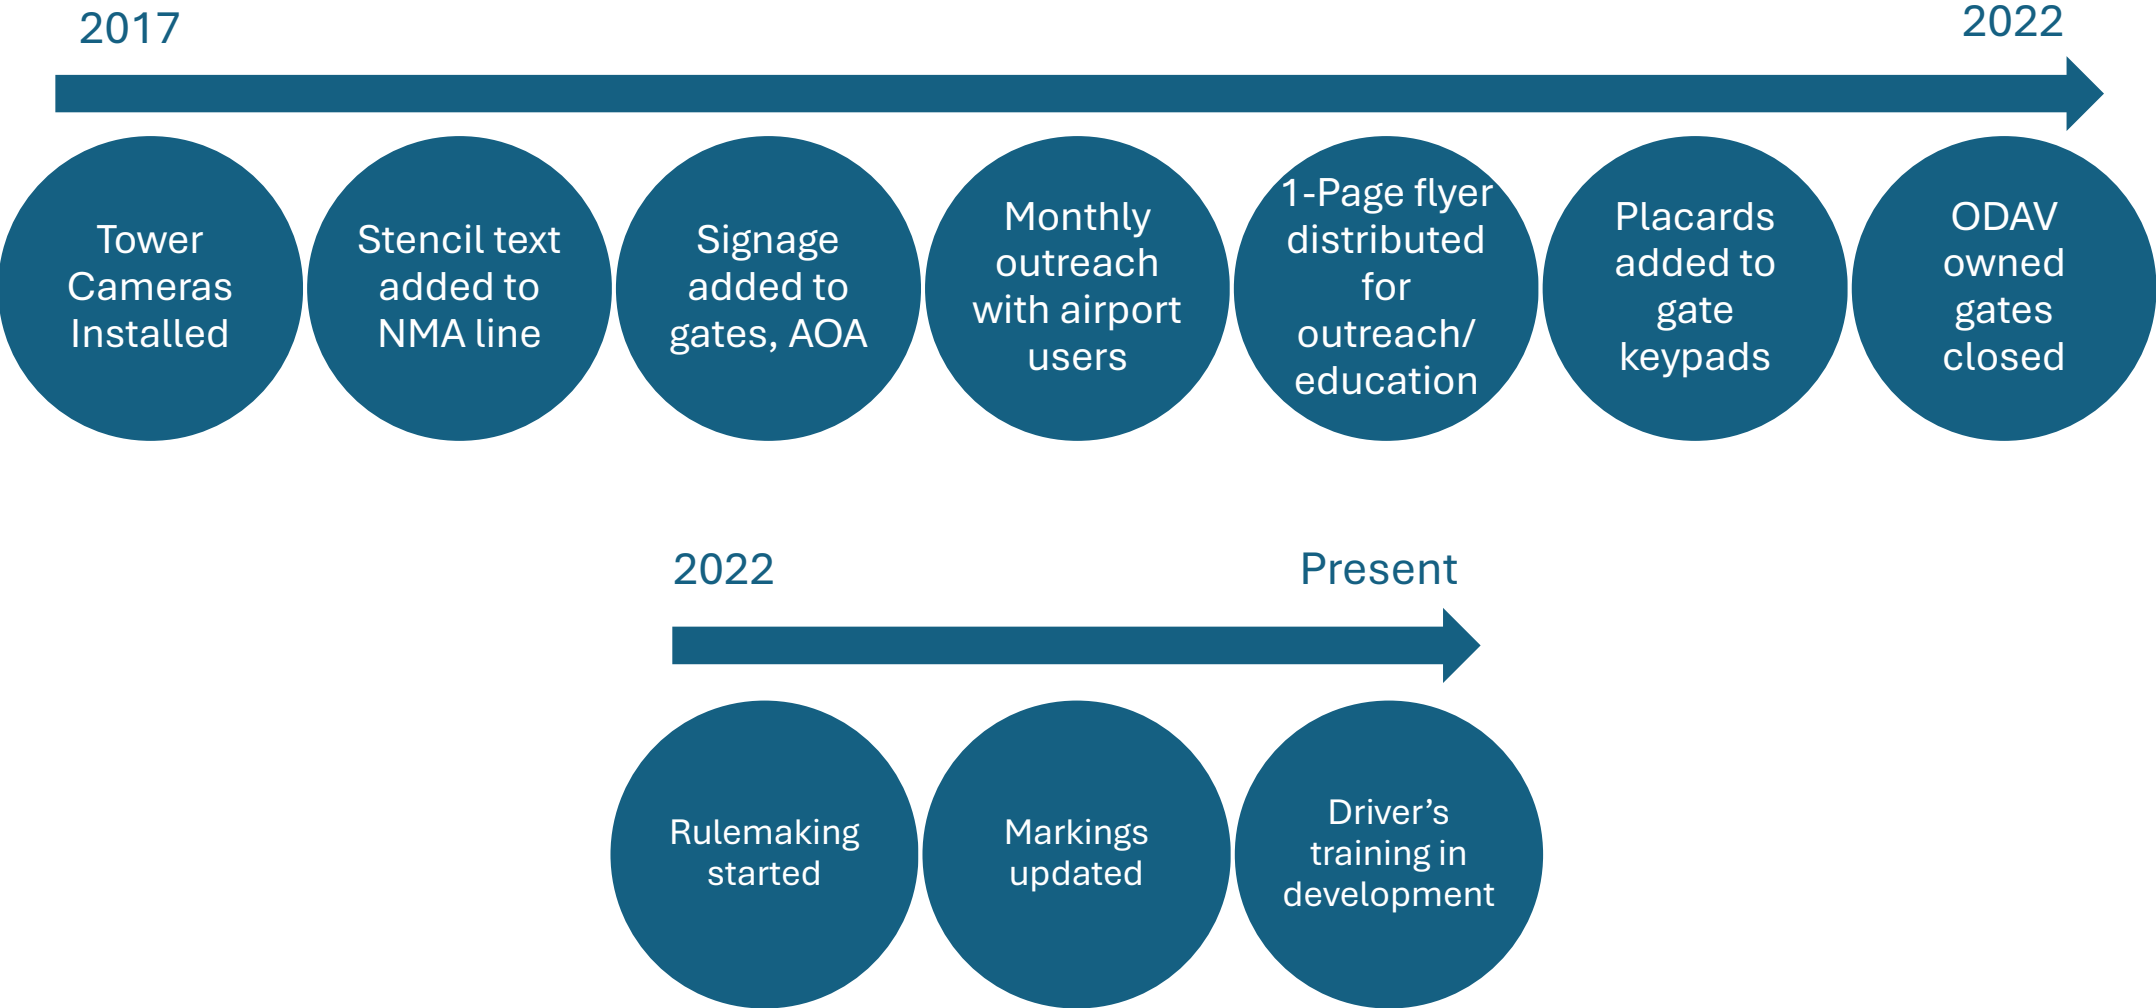 2017
2022
Tower
Cameras
Installed
Stencil text
added to
NMA line
Signage
added to
gates, AOA
Monthly
outreach
with airport
users
1-Page flyer
distributed
for
outreach/
education
Placards
added to
gate
keypads
ODAV
owned
gates
closed
2022
Present
Rulemaking
started
Markings
updated
Driver’s
training in
development